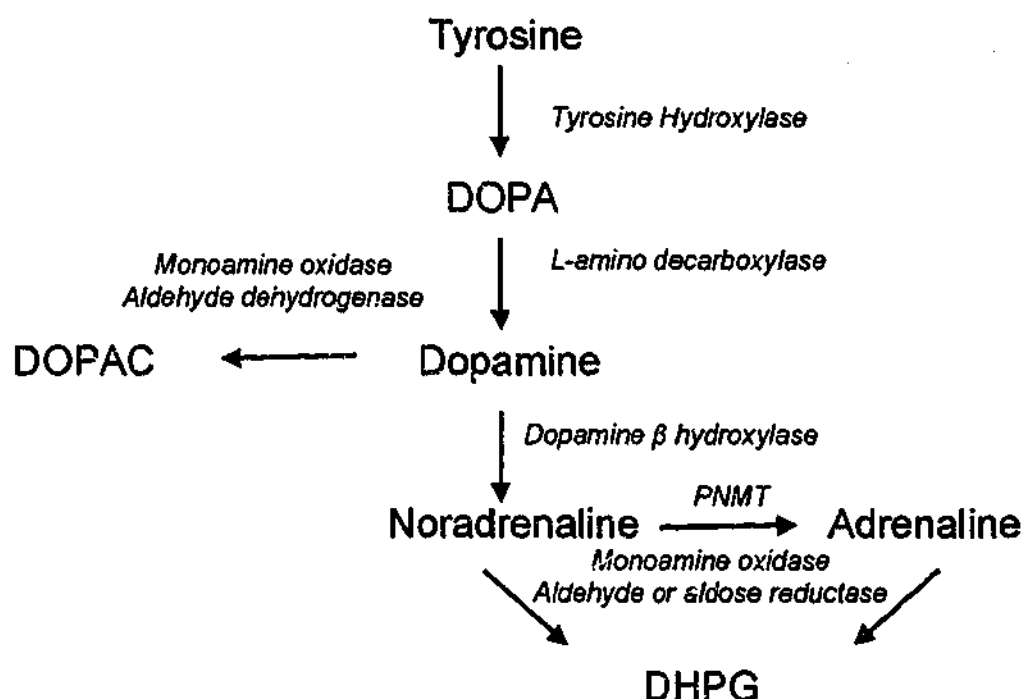 Tyrosine
Tyrosine Hydroxylase
DOPA
L-amino decarboxylase
Monoamine oxidase
Aldehyde dehydrogenase
DOPAC
Dopamine
Dopamine β hydroxylase
PNMT
Noradrenaline
Adrenaline
Monoamine oxidase
Aldehyde or aldose reductase
DHPG